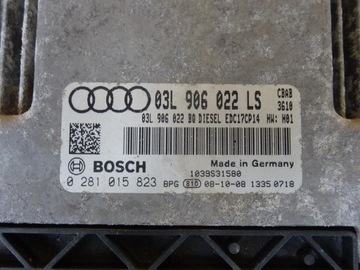 03L 906 022 LS CBAB 3610
03L 906 022 BQ DIESEL EDC17CP14 HW: H01
Made in Germany
BOSCH 1039S31580
0 281 015 823 BPG 810 08-10-08 1335 0718